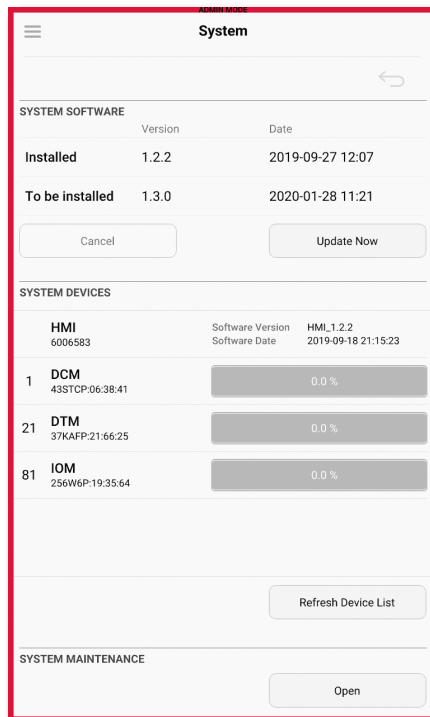 ADMIN MODE
System
SYSTEM SOFTWARE
Version Date
Installed 1.2.2 2019-09-27 12:07
To be installed 1.3.0 2020-01-28 11:21
Cancel Update Now
SYSTEM DEVICES
HMI Software Version HMI_1.2.2
6006583 Software Date 2019-09-18 21:15:23
1 DCM 0.0 %
43STCP:06:38:41
21 DTM 0.0 %
37KAFP:21:66:25
81 IOM 0.0 %
256W6P:19:35:64
Refresh Device List
SYSTEM MAINTENANCE
Open